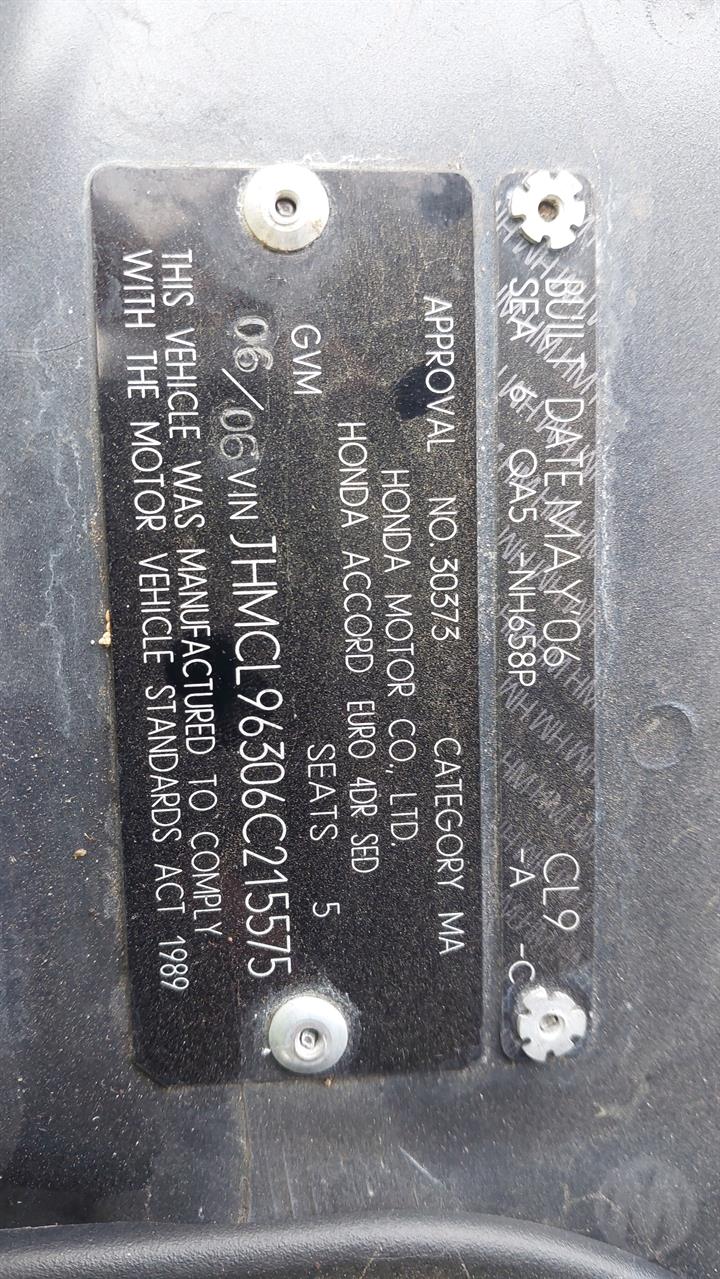 BUILT DATE MAY'06 CL9
SEA 6 QA5 -NH658P -A -C
APPROVAL NO. 30373 CATEGORY MA
HONDA MOTOR CO., LTD.
HONDA ACCORD EURO 4DR SED
GVM SEATS 5
06/06 VIN JHMCL96306C215575
THIS VEHICLE WAS MANUFACTURED TO COMPLY
WITH THE MOTOR VEHICLE STANDARDS ACT 1989